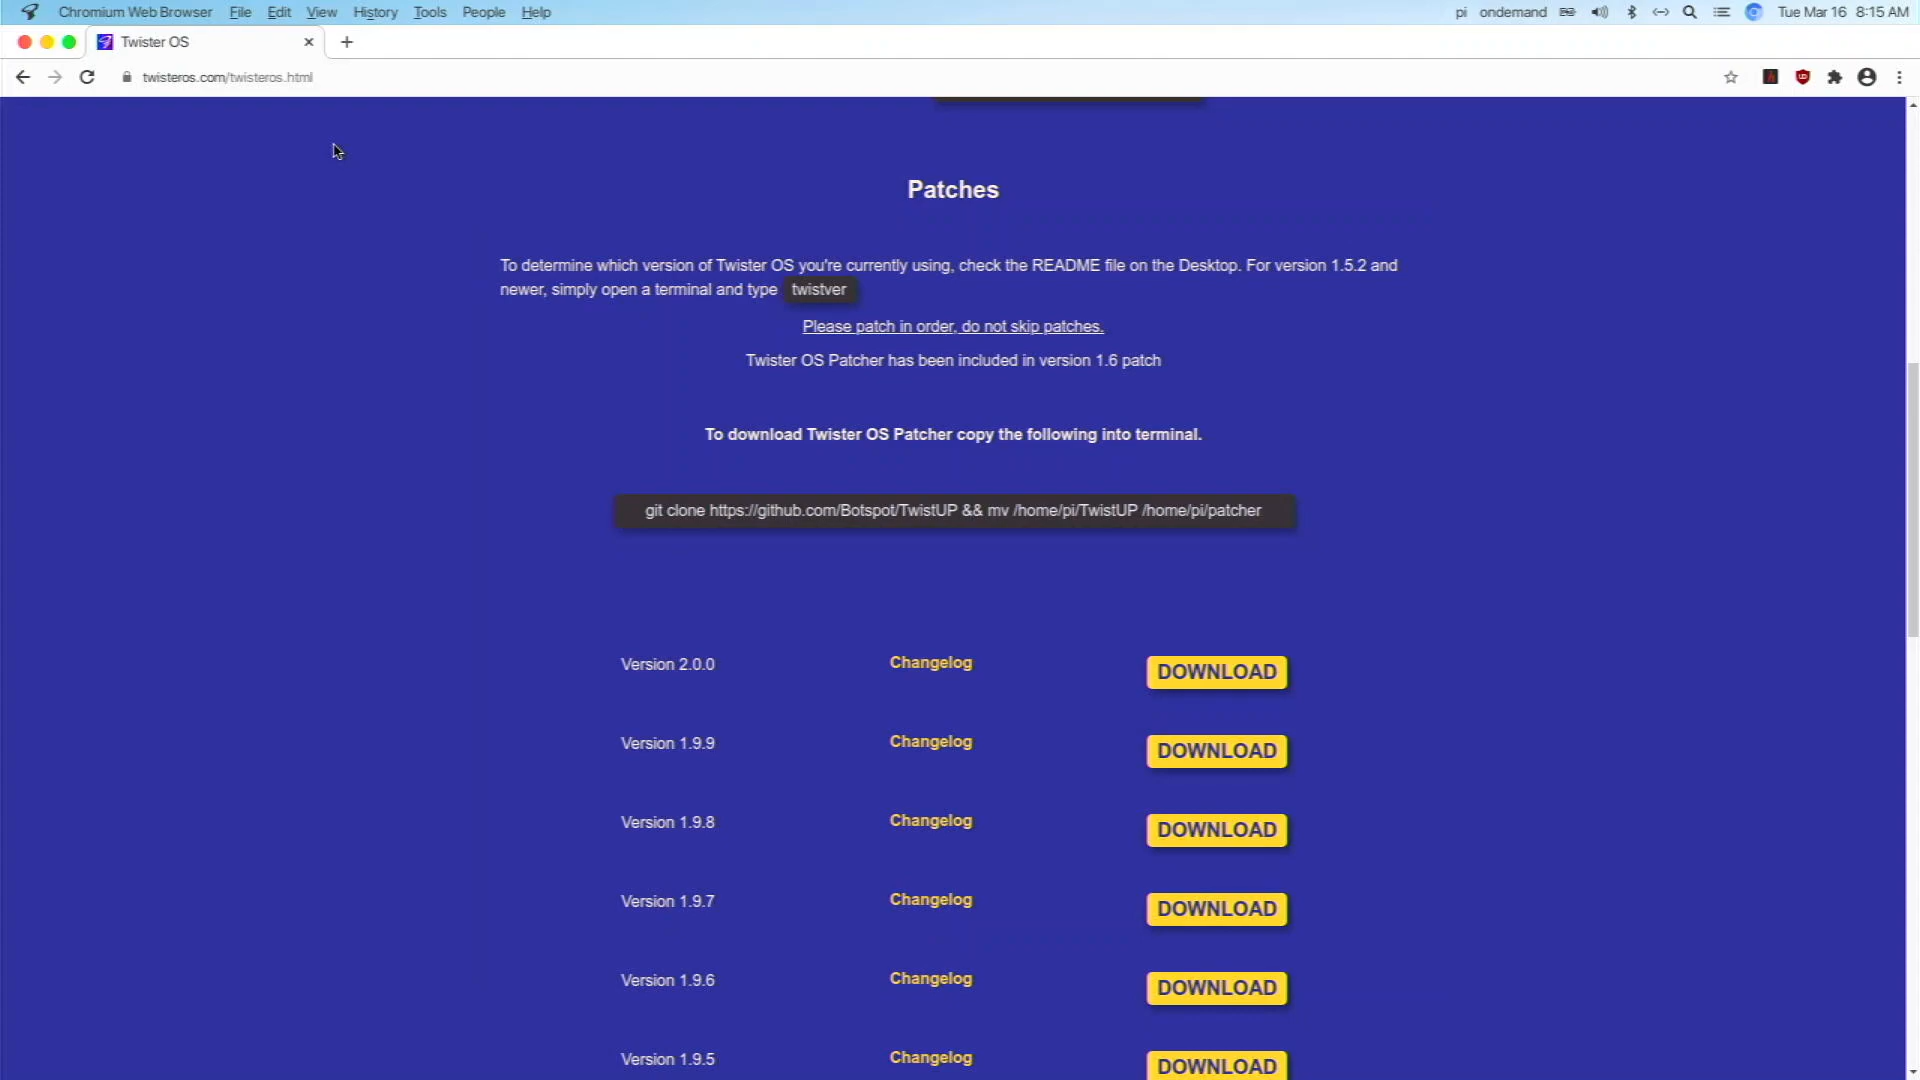 Chromium Web Browser File Edit View History Tools People Help pi ondemand Tue Mar 16 8:15 AM
Twister OS
twisteros.com/twisteros.html
Patches
To determine which version of Twister OS you're currently using, check the README file on the Desktop. For version 1.5.2 and
newer, simply open a terminal and type twistver
Please patch in order, do not skip patches.
Twister OS Patcher has been included in version 1.6 patch
To download Twister OS Patcher copy the following into terminal.
git clone https://github.com/Botspot/TwistUP && mv /home/pi/TwistUP /home/pi/patcher
Version 2.0.0 Changelog DOWNLOAD
Version 1.9.9 Changelog DOWNLOAD
Version 1.9.8 Changelog DOWNLOAD
Version 1.9.7 Changelog DOWNLOAD
Version 1.9.6 Changelog DOWNLOAD
Version 1.9.5 Changelog DOWNLOAD